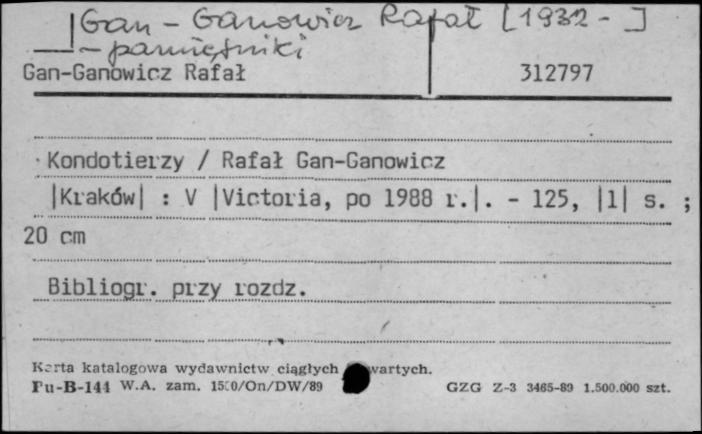 Gan-Ganowicz Rafał [1932- ]
- pamiętniki
Gan-Ganowicz Rafał 312797
Kondotierzy / Rafał Gan-Ganowicz
|Kraków| : V |Victoria, po 1988 r.|. - 125, |1| s. ;
20 cm
Bibliogr. przy rozdz.
Karta katalogowa wydawnictw ciągłych wartych.
Pu-B-144 W.A. zam. 1500/On/DW/89 GZG Z-3 3465-89 1.500.000 szt.